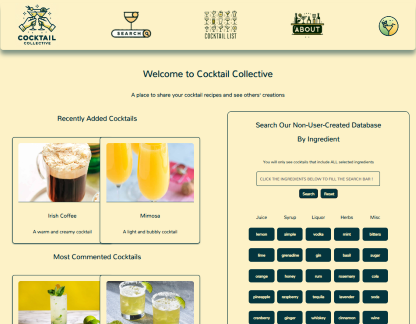 COCKTAIL
COLLECTIVE
SEARCH
COCKTAIL LIST
ABOUT
Welcome to Cocktail Collective
A place to share your cocktail recipes and see others' creations
Recently Added Cocktails
Irish Coffee
A warm and creamy cocktail
Mimosa
A light and bubbly cocktail
Most Commented Cocktails
Search Our Non-User-Created Database
By Ingredient
You will only see cocktails that include ALL selected ingredients
CLICK THE INGREDIENTS BELOW TO FILL THE SEARCH BAR !
Search Reset
Juice Syrup Liquor Herbs Misc
lemon simple vodka mint bitters
lime grenadine gin basil sugar
orange honey rum rosemary cola
pineapple raspberry tequila lavender soda
cranberry ginger whiskey cinnamon wine